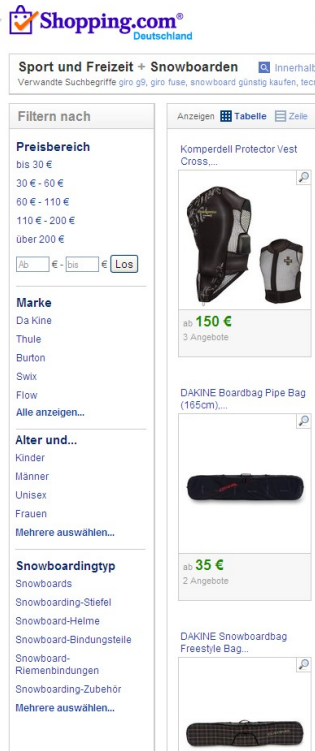 Shopping.com®
Deutschland
Sport und Freizeit + Snowboarden
Innerhalb
Verwandte Suchbegriffe giro g9, giro fuse, snowboard günstig kaufen, tec
Filtern nach
Anzeigen Tabelle Zeile
Preisbereich
bis 30 €
30 € - 60 €
60 € - 110 €
110 € - 200 €
über 200 €
Ab € - bis € Los
Marke
Da Kine
Thule
Burton
Swix
Flow
Alle anzeigen...
Alter und...
Kinder
Männer
Unisex
Frauen
Mehrere auswählen...
Snowboardingtyp
Snowboards
Snowboarding-Stiefel
Snowboard-Helme
Snowboard-Bindungsteile
Snowboard-
Riemenbindungen
Snowboarding-Zubehör
Mehrere auswählen...
Komperdell Protector Vest
Cross,...
ab 150 €
3 Angebote
DAKINE Boardbag Pipe Bag
(165cm),...
ab 35 €
2 Angebote
DAKINE Snowboardbag
Freestyle Bag...